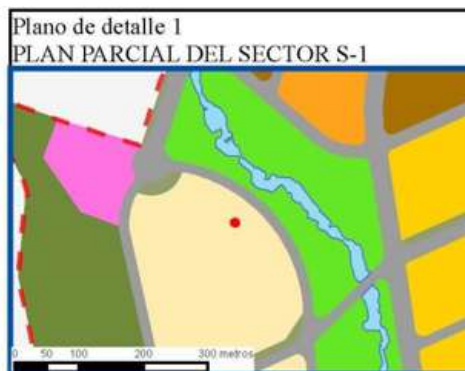 Plano de detalle 1
PLAN PARCIAL DEL SECTOR S-1
0 50 100 200 300 metros